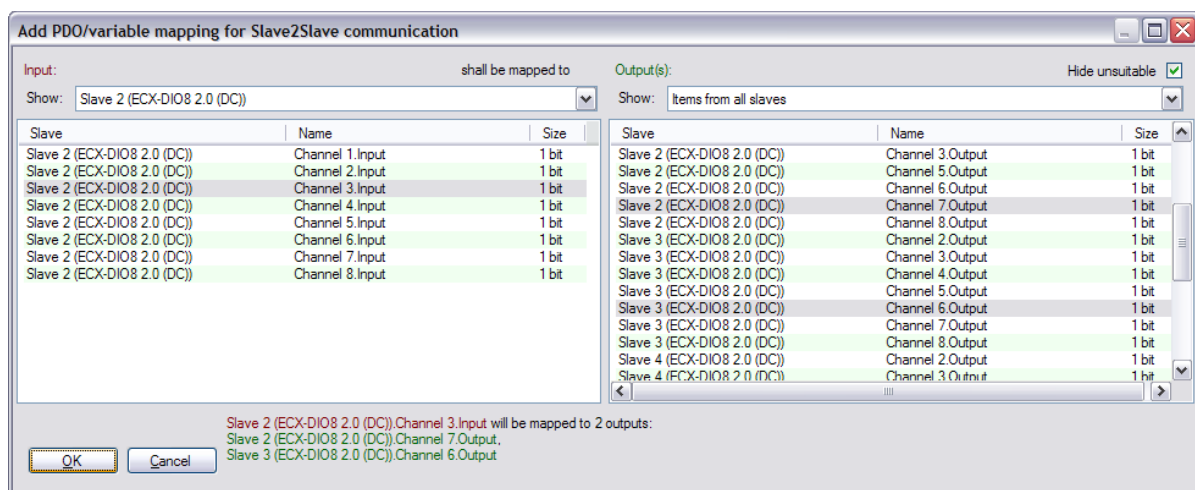 Add PDO/variable mapping for Slave2Slave communication
Input: shall be mapped to Output(s): Hide unsuitable
Show: Slave 2 (ECX-DIO8 2.0 (DC)) Show: Items from all slaves
Slave Name Size Slave Name Size
Slave 2 (ECX-DIO8 2.0 (DC)) Channel 1.Input 1 bit Slave 2 (ECX-DIO8 2.0 (DC)) Channel 3.Output 1 bit
Slave 2 (ECX-DIO8 2.0 (DC)) Channel 2.Input 1 bit Slave 2 (ECX-DIO8 2.0 (DC)) Channel 5.Output 1 bit
Slave 2 (ECX-DIO8 2.0 (DC)) Channel 3.Input 1 bit Slave 2 (ECX-DIO8 2.0 (DC)) Channel 6.Output 1 bit
Slave 2 (ECX-DIO8 2.0 (DC)) Channel 4.Input 1 bit Slave 2 (ECX-DIO8 2.0 (DC)) Channel 7.Output 1 bit
Slave 2 (ECX-DIO8 2.0 (DC)) Channel 5.Input 1 bit Slave 2 (ECX-DIO8 2.0 (DC)) Channel 8.Output 1 bit
Slave 2 (ECX-DIO8 2.0 (DC)) Channel 6.Input 1 bit Slave 3 (ECX-DIO8 2.0 (DC)) Channel 2.Output 1 bit
Slave 2 (ECX-DIO8 2.0 (DC)) Channel 7.Input 1 bit Slave 3 (ECX-DIO8 2.0 (DC)) Channel 3.Output 1 bit
Slave 2 (ECX-DIO8 2.0 (DC)) Channel 8.Input 1 bit Slave 3 (ECX-DIO8 2.0 (DC)) Channel 4.Output 1 bit
Slave 3 (ECX-DIO8 2.0 (DC)) Channel 5.Output 1 bit
Slave 3 (ECX-DIO8 2.0 (DC)) Channel 6.Output 1 bit
Slave 3 (ECX-DIO8 2.0 (DC)) Channel 7.Output 1 bit
Slave 3 (ECX-DIO8 2.0 (DC)) Channel 8.Output 1 bit
Slave 4 (ECX-DIO8 2.0 (DC)) Channel 2.Output 1 bit
Slave 4 (ECX-DIO8 2.0 (DC)) Channel 3.Output 1 bit
Slave 2 (ECX-DIO8 2.0 (DC)).Channel 3.Input will be mapped to 2 outputs:
Slave 2 (ECX-DIO8 2.0 (DC)).Channel 7.Output,
Slave 3 (ECX-DIO8 2.0 (DC)).Channel 6.Output
OK Cancel